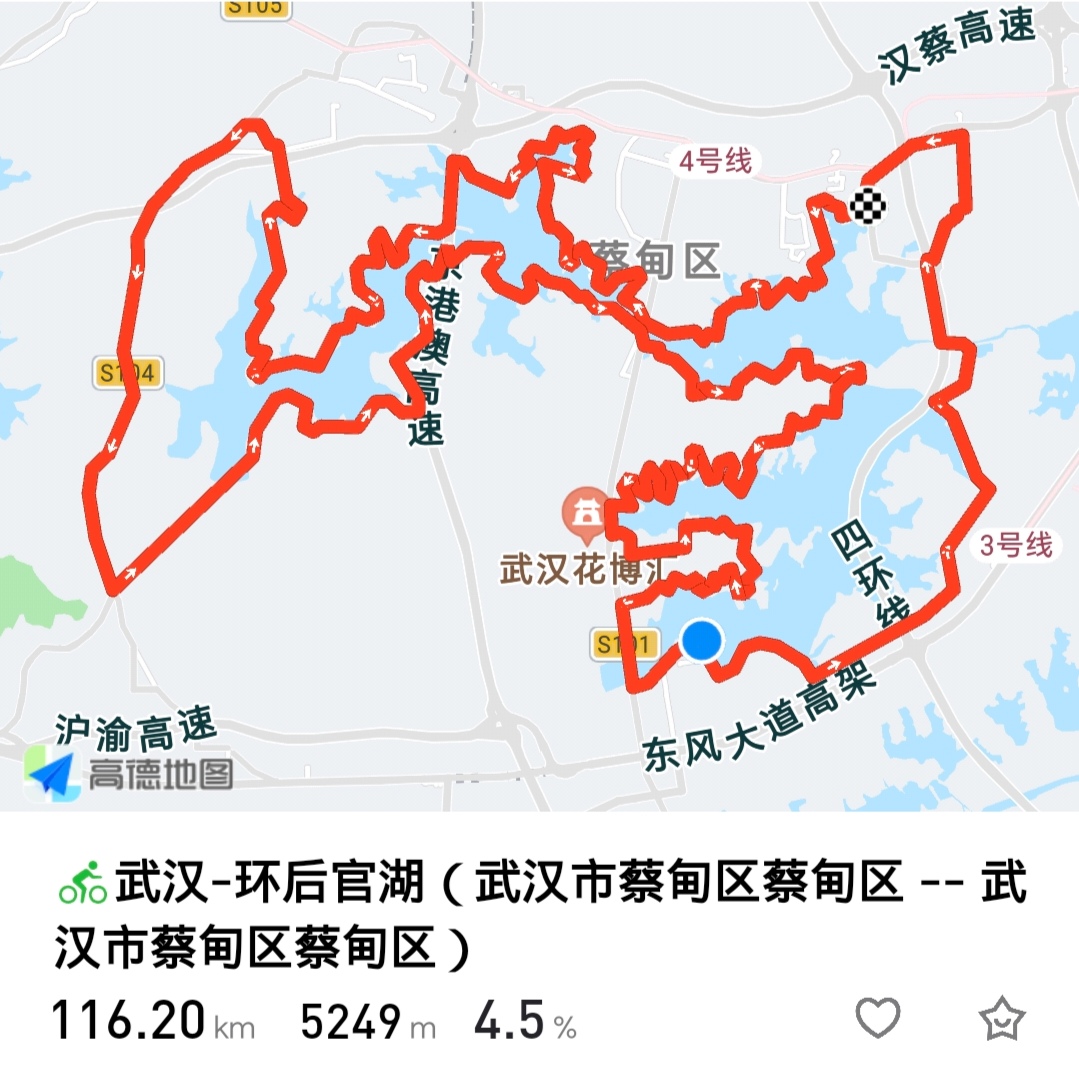 S105
汉蔡高速
4号线
蔡甸区
京港澳高速
S104
武汉花博汇
四环线
3号线
S101
东风大道高架
沪渝高速
高德地图
武汉-环后官湖（武汉市蔡甸区蔡甸区 -- 武
汉市蔡甸区蔡甸区）
116.20 km 5249 m 4.5 %